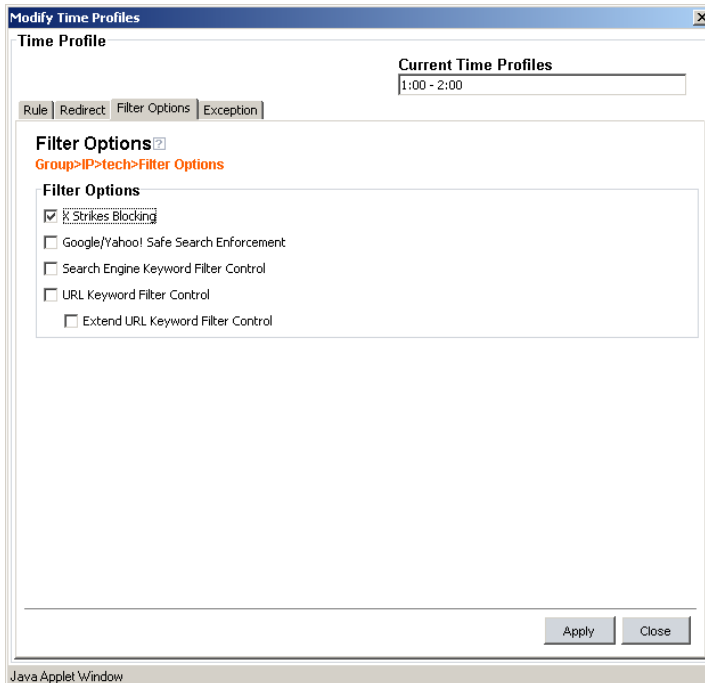 Modify Time Profiles
Time Profile
Current Time Profiles
1:00 - 2:00
Rule Redirect Filter Options Exception
Filter Options ?
Group>IP>tech>Filter Options
Filter Options
X Strikes Blocking
Google/Yahoo! Safe Search Enforcement
Search Engine Keyword Filter Control
URL Keyword Filter Control
Extend URL Keyword Filter Control
Apply Close
Java Applet Window